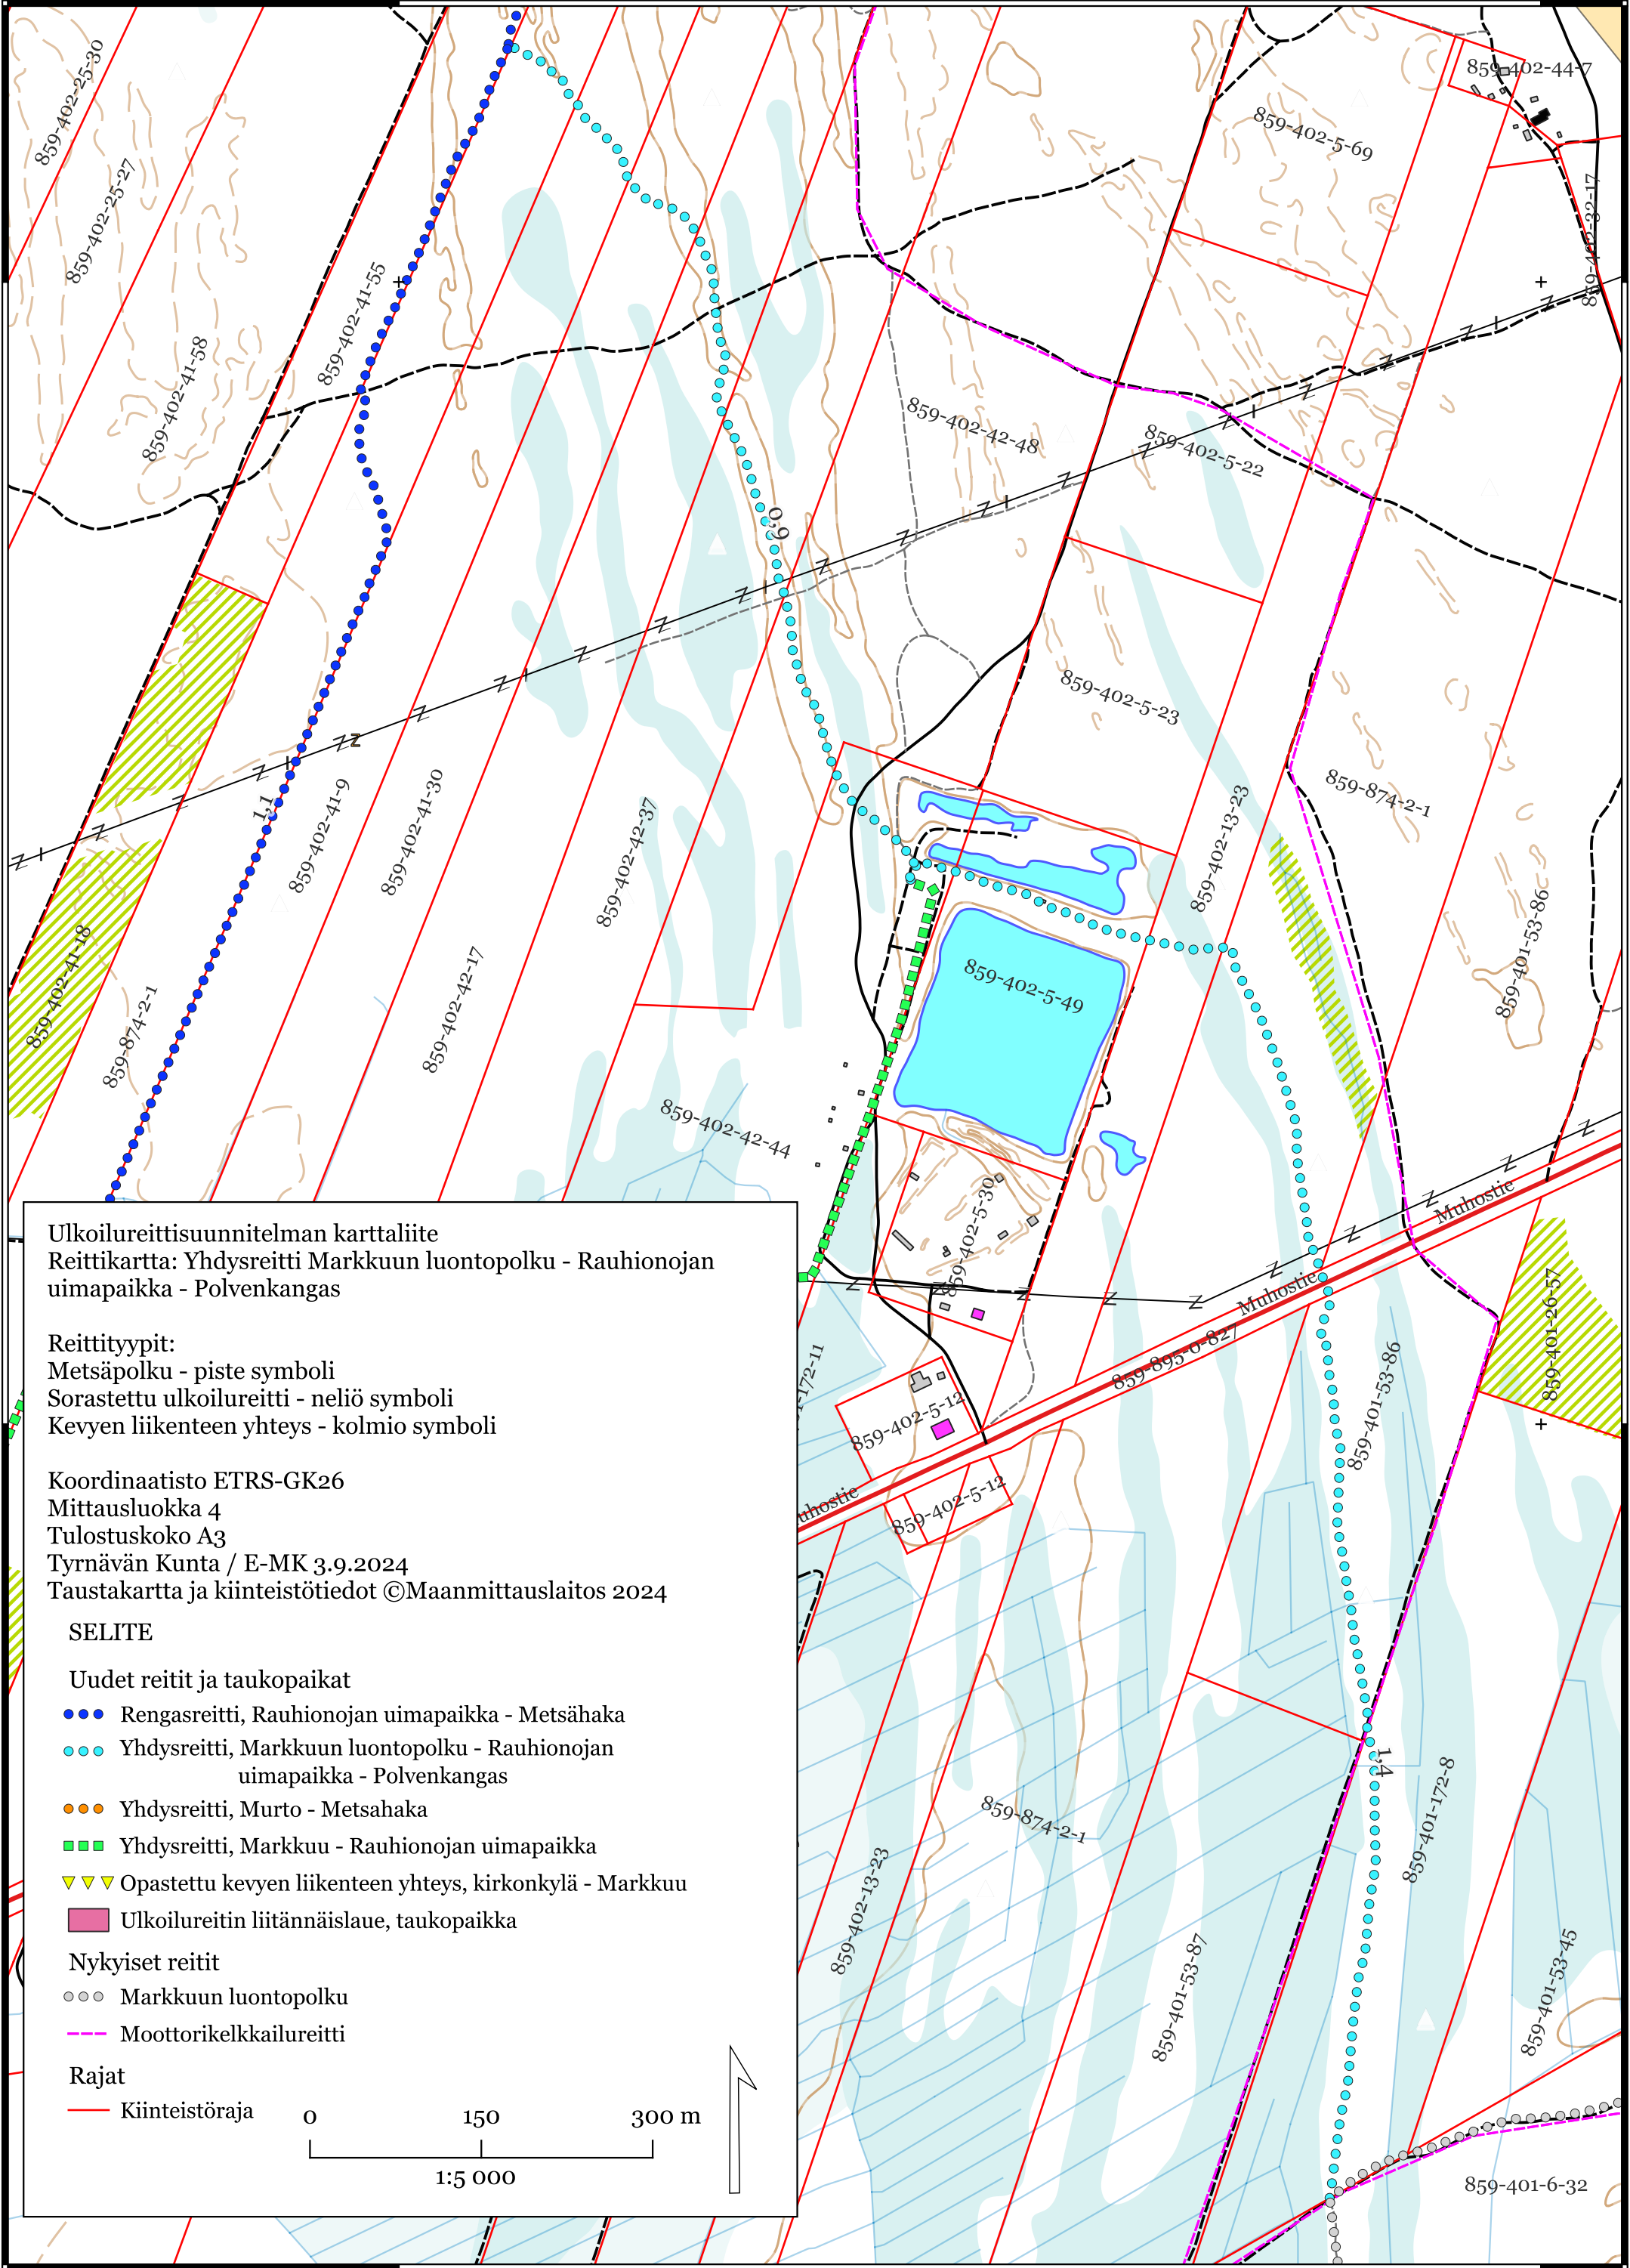 859-402-25-30
859-402-25-27
859-402-41-58
859-402-41-55
859-402-44-7
859-402-5-69
859-402-32-17
859-402-42-48
859-402-5-22
0,9
859-402-5-23
859-874-2-1
859-402-13-23
1,1
859-402-41-9
859-402-41-30
859-402-42-37
859-402-41-18
859-874-2-1
859-402-42-17
859-402-5-49
859-401-53-86
859-402-42-44
859-402-5-30
Muhostie
Muhostie
859-895-0-827
859-401-26-57
859-401-53-86
859-402-5-12
859-402-5-12
859-874-2-1
1,4
859-401-172-8
859-402-13-23
859-401-53-87
859-401-53-45
859-401-6-32
Ulkoilureittisuunnitelman karttaliite
Reittikartta: Yhdysreitti Markkuun luontopolku - Rauhionojan
uimapaikka - Polvenkangas
Reittityypit:
Metsäpolku - piste symboli
Sorastettu ulkoilureitti - neliö symboli
Kevyen liikenteen yhteys - kolmio symboli
Koordinaatisto ETRS-GK26
Mittausluokka 4
Tulostuskoko A3
Tyrnävän Kunta / E-MK 3.9.2024
Taustakartta ja kiinteistötiedot ©Maanmittauslaitos 2024
SELITE
Uudet reitit ja taukopaikat
Rengasreitti, Rauhionojan uimapaikka - Metsähaka
Yhdysreitti, Markkuun luontopolku - Rauhionojan
uimapaikka - Polvenkangas
Yhdysreitti, Murto - Metsahaka
Yhdysreitti, Markkuu - Rauhionojan uimapaikka
Opastettu kevyen liikenteen yhteys, kirkonkylä - Markkuu
Ulkoilureitin liitännäislaue, taukopaikka
Nykyiset reitit
Markkuun luontopolku
Moottorikelkkailureitti
Rajat
Kiinteistöraja
0 150 300 m
1:5 000